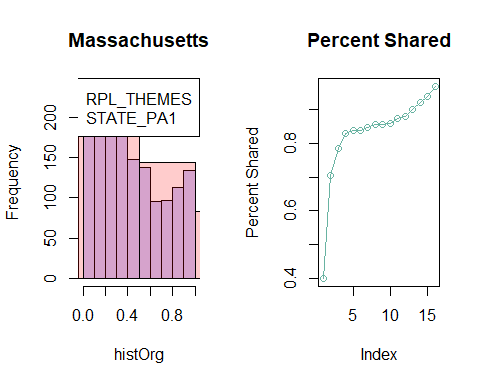 Massachusetts
RPL_THEMES
STATE_PA1
Frequency
200
150
100
50
0
0.0
0.4
0.8
histOrg
Percent Shared
Percent Shared
0.8
0.6
0.4
5
10
15
Index